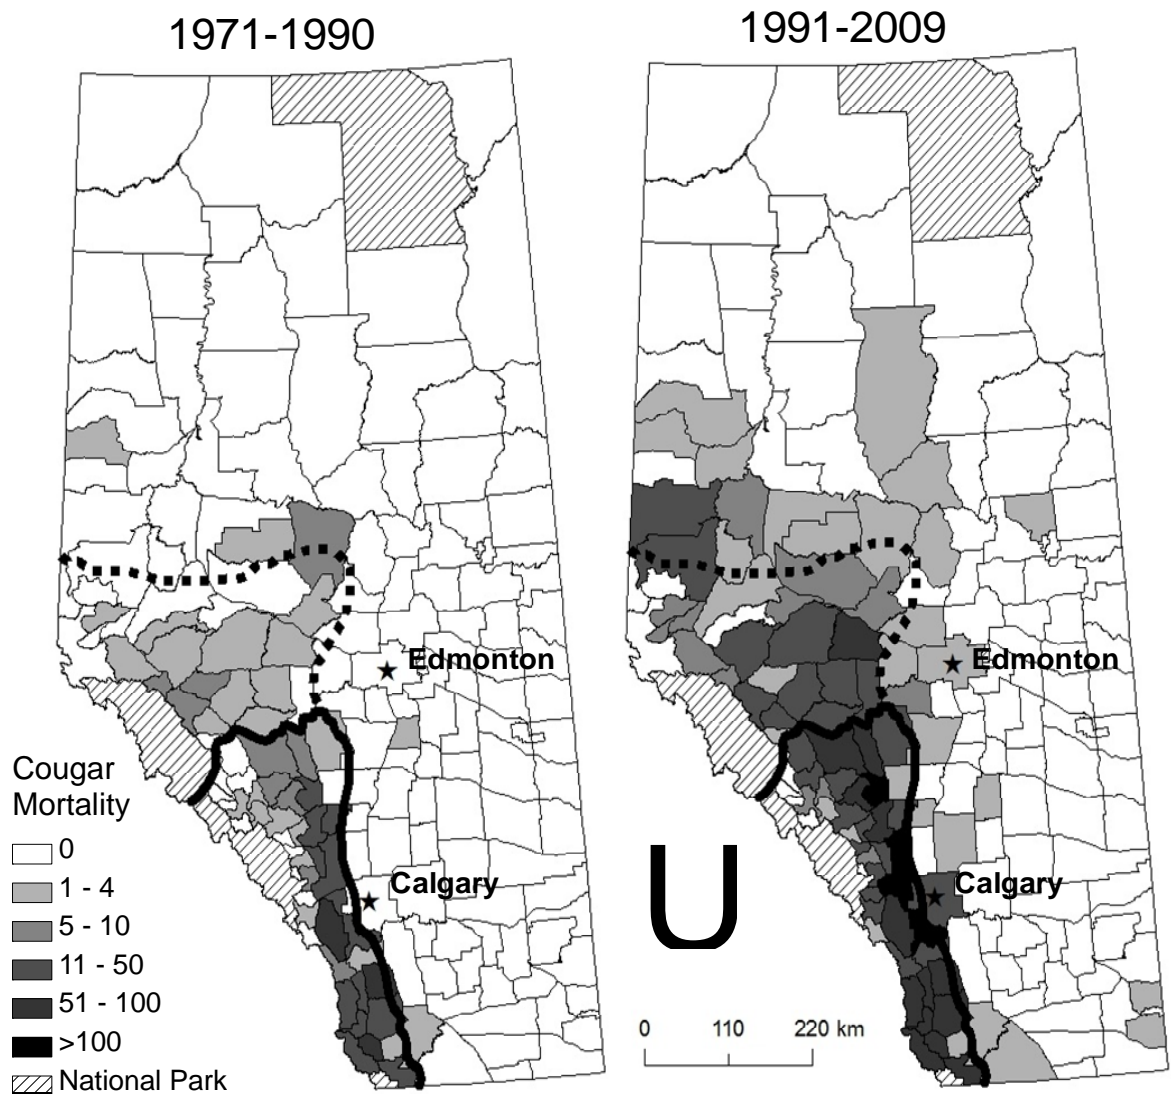 1971-1990
1991-2009
Edmonton
Edmonton
Cougar
Mortality
0
1 - 4
5 - 10
11 - 50
51 - 100
>100
National Park
Calgary
Calgary
U
0 110 220 km